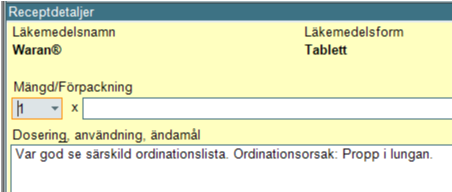 Receptdetaljer
Läkemedelsnamn Läkemedelsform
Waran® Tablett
Mängd/Förpackning
1 x
Dosering, användning, ändamål
Var god se särskild ordinationslista. Ordinationsorsak: Propp i lungan.